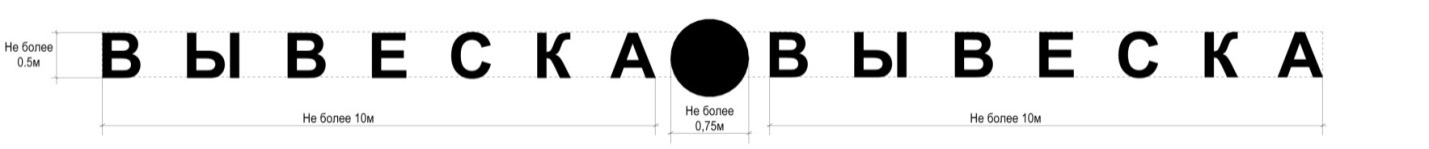 Не более
0.5м
В Ы В Е С К А В Ы В Е С К А
Не более 10м
Не более
0,75м
Не более 10м